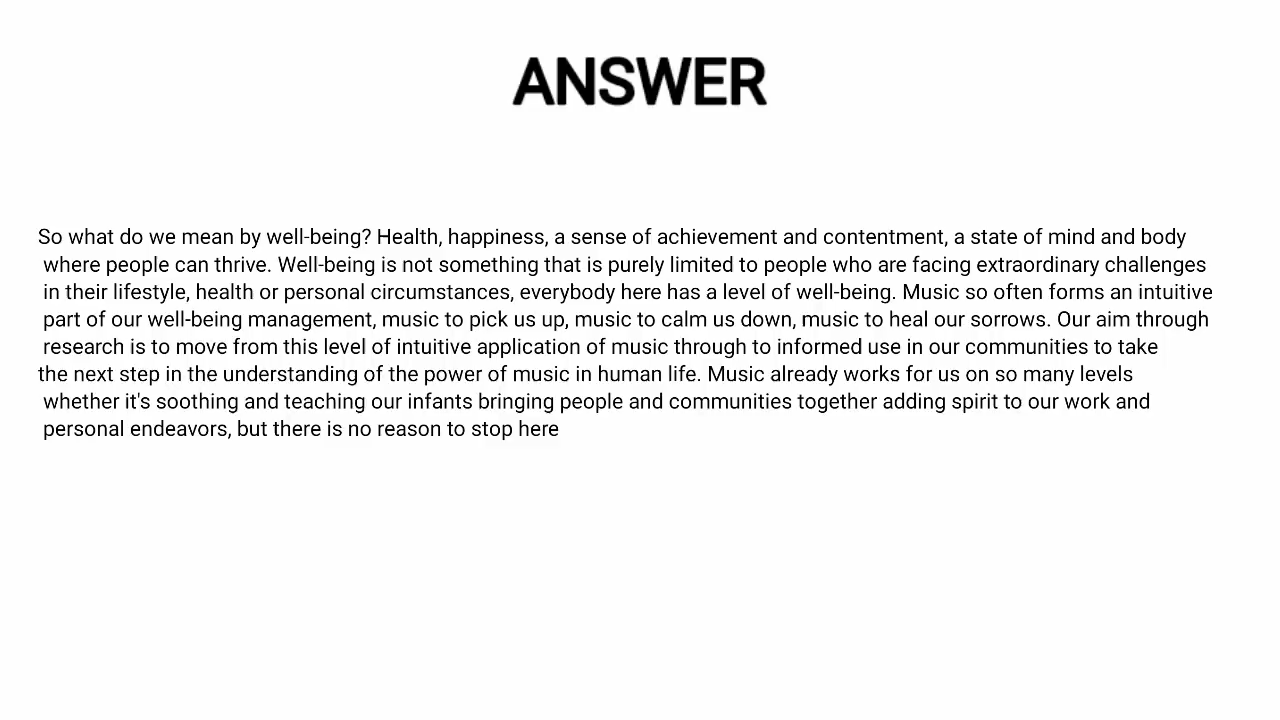 ANSWER
So what do we mean by well-being? Health, happiness, a sense of achievement and contentment, a state of mind and body
where people can thrive. Well-being is not something that is purely limited to people who are facing extraordinary challenges
in their lifestyle, health or personal circumstances, everybody here has a level of well-being. Music so often forms an intuitive
part of our well-being management, music to pick us up, music to calm us down, music to heal our sorrows. Our aim through
research is to move from this level of intuitive application of music through to informed use in our communities to take
the next step in the understanding of the power of music in human life. Music already works for us on so many levels
whether it's soothing and teaching our infants bringing people and communities together adding spirit to our work and
personal endeavors, but there is no reason to stop here